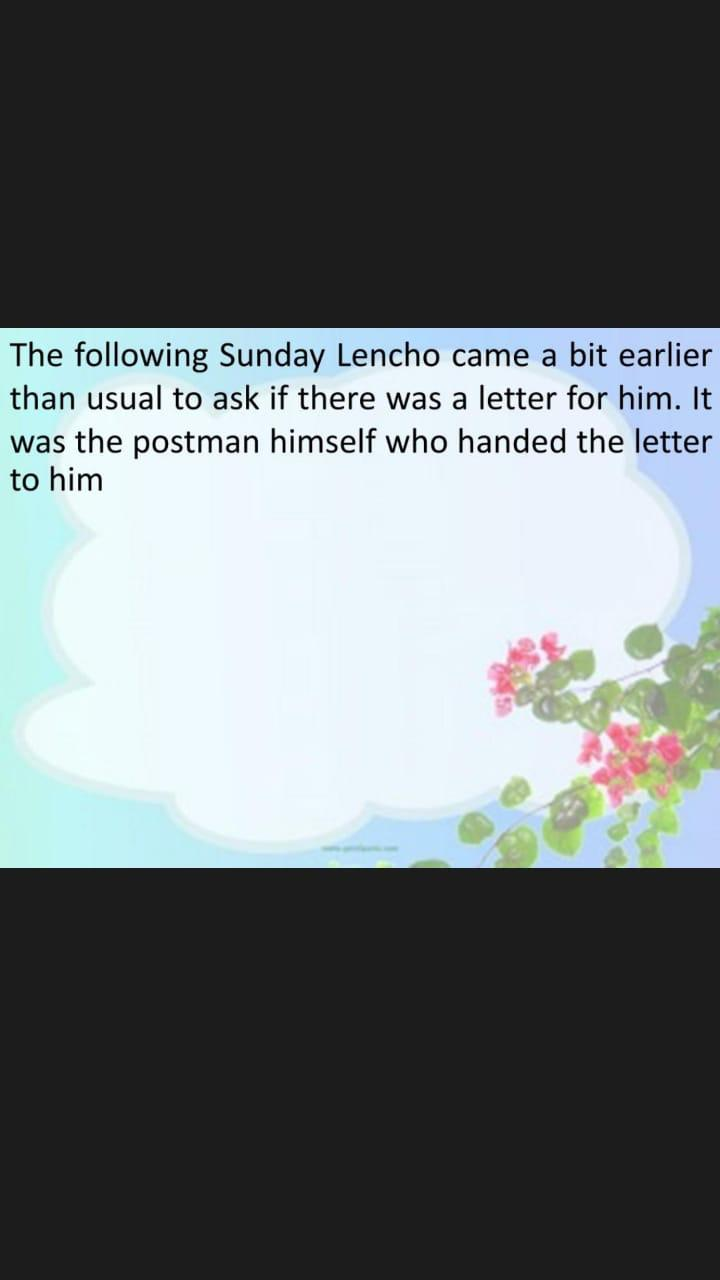 The following Sunday Lencho came a bit earlier
than usual to ask if there was a letter for him. It
was the postman himself who handed the letter
to him